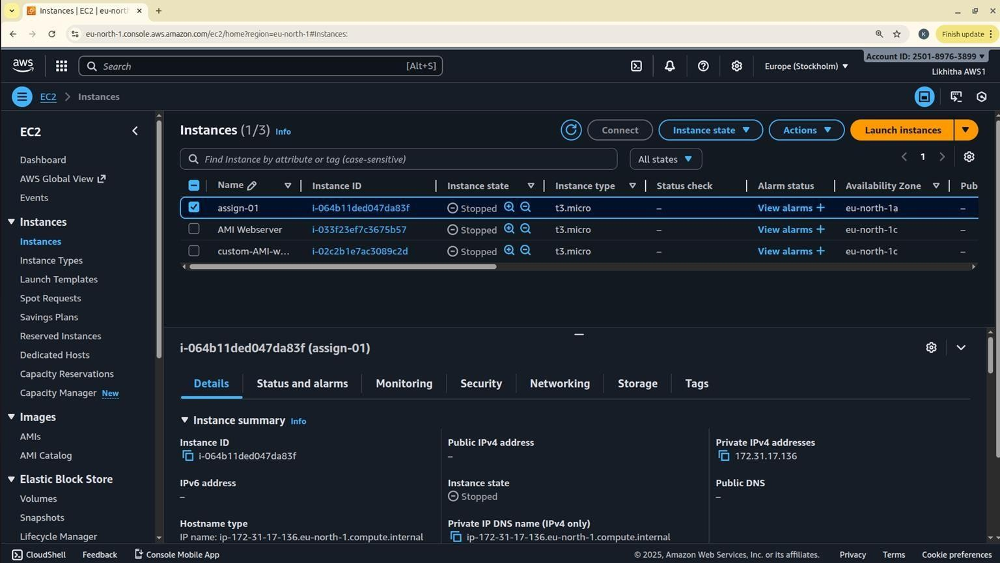 Instances | EC2 | eu-north
eu-north-1.console.aws.amazon.com/ec2/home?region=eu-north-1#Instances:
K
Finish update
aws
Search
[Alt+S]
Europe (Stockholm)
Account ID: 2501-8976-3899
Likhitha AWS1
EC2
Instances
EC2
Dashboard
AWS Global View
Events
Instances
Instances
Instance Types
Launch Templates
Spot Requests
Savings Plans
Reserved Instances
Dedicated Hosts
Capacity Reservations
Capacity Manager New
Images
AMIs
AMI Catalog
Elastic Block Store
Volumes
Snapshots
Lifecycle Manager
Instances (1/3) Info
Connect
Instance state
Actions
Launch instances
Find Instance by attribute or tag (case-sensitive)
All states
1
Name Instance ID Instance state Instance type Status check Alarm status Availability Zone Pub
assign-01 i-064b11ded047da83f Stopped t3.micro – View alarms + eu-north-1a –
AMI Webserver i-033f23ef7c3675b57 Stopped t3.micro – View alarms + eu-north-1c –
custom-AMI-w... i-02c2b1e7ac3089c2d Stopped t3.micro – View alarms + eu-north-1c –
i-064b11ded047da83f (assign-01)
Details Status and alarms Monitoring Security Networking Storage Tags
Instance summary Info
Instance ID
i-064b11ded047da83f
Public IPv4 address
–
Private IPv4 addresses
172.31.17.136
IPv6 address
–
Instance state
Stopped
Public DNS
–
Hostname type
IP name: ip-172-31-17-136.eu-north-1.compute.internal
Private IP DNS name (IPv4 only)
ip-172-31-17-136.eu-north-1.compute.internal
CloudShell Feedback Console Mobile App
© 2025, Amazon Web Services, Inc. or its affiliates. Privacy Terms Cookie preferences